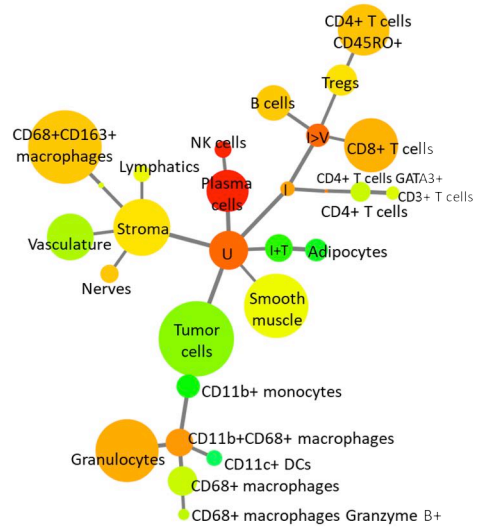 CD4+ T cells
CD45RO+
Tregs
B cells
I>V
CD8+ T cells
NK cells
CD68+CD163+
macrophages
Lymphatics
Plasma
cells
I
CD4+ T cells GATA3+
CD3+ T cells
CD4+ T cells
Stroma
Vasculature
U
I+T
Adipocytes
Nerves
Smooth
muscle
Tumor
cells
CD11b+ monocytes
CD11b+CD68+ macrophages
Granulocytes
CD11c+ DCs
CD68+ macrophages
CD68+ macrophages Granzyme B+